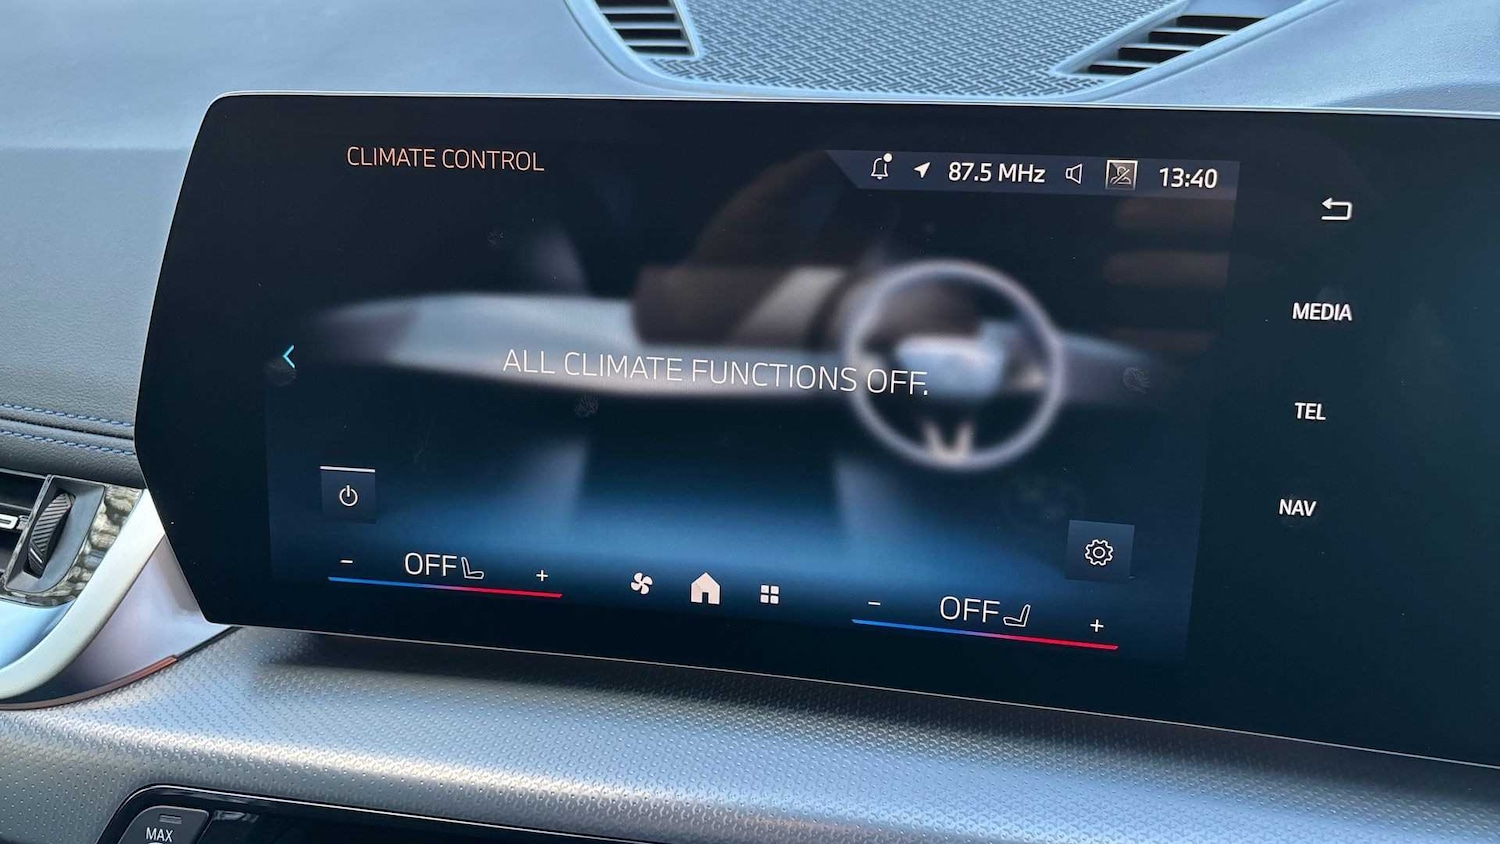 CLIMATE CONTROL
87.5 MHz
13:40
MEDIA
ALL CLIMATE FUNCTIONS OFF.
TEL
NAV
− OFF +
− OFF +
MAX